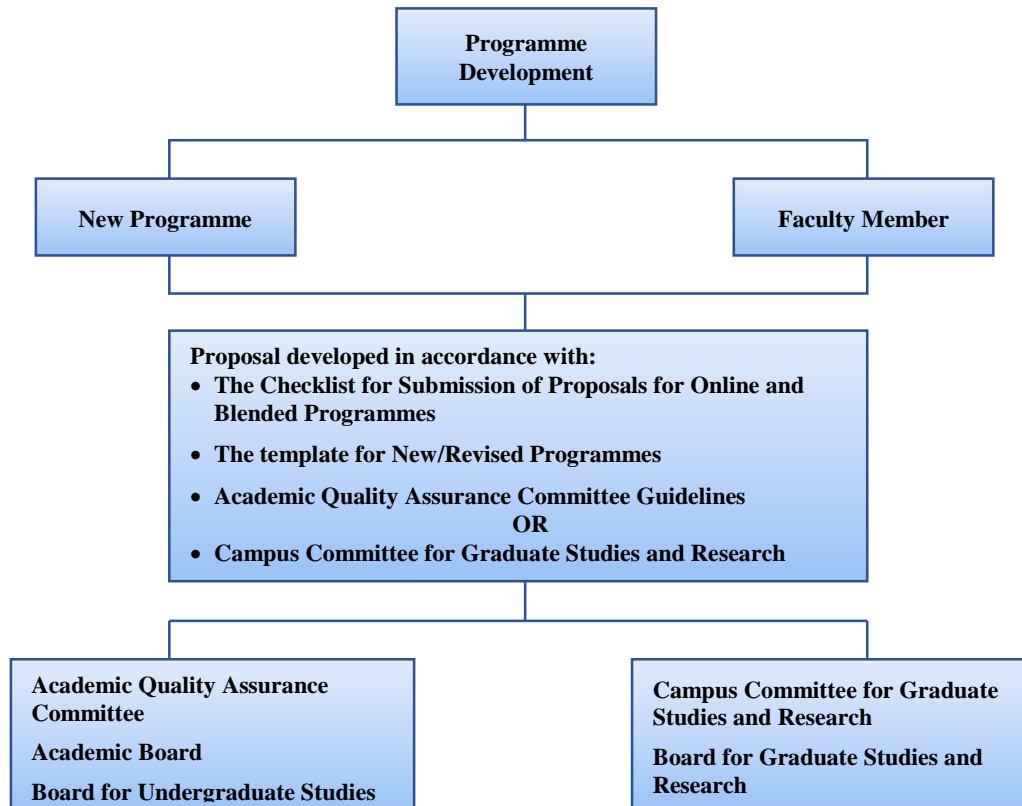 Programme
Development
New Programme
Faculty Member
Proposal developed in accordance with:
• The Checklist for Submission of Proposals for Online and
Blended Programmes
• The template for New/Revised Programmes
• Academic Quality Assurance Committee Guidelines
OR
• Campus Committee for Graduate Studies and Research
Academic Quality Assurance
Committee
Academic Board
Board for Undergraduate Studies
Campus Committee for Graduate
Studies and Research
Board for Graduate Studies and
Research